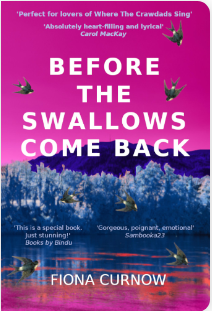 'Perfect for lovers of Where The Crawdads Sing'
'Absolutely heart-filling and lyrical'
Carol MacKay
BEFORE
THE
SWALLOWS
COME BACK
'This is a special book.
Just stunning!'
Books by Bindu
'Gorgeous, poignant, emotional'
Sambooka23
FIONA CURNOW